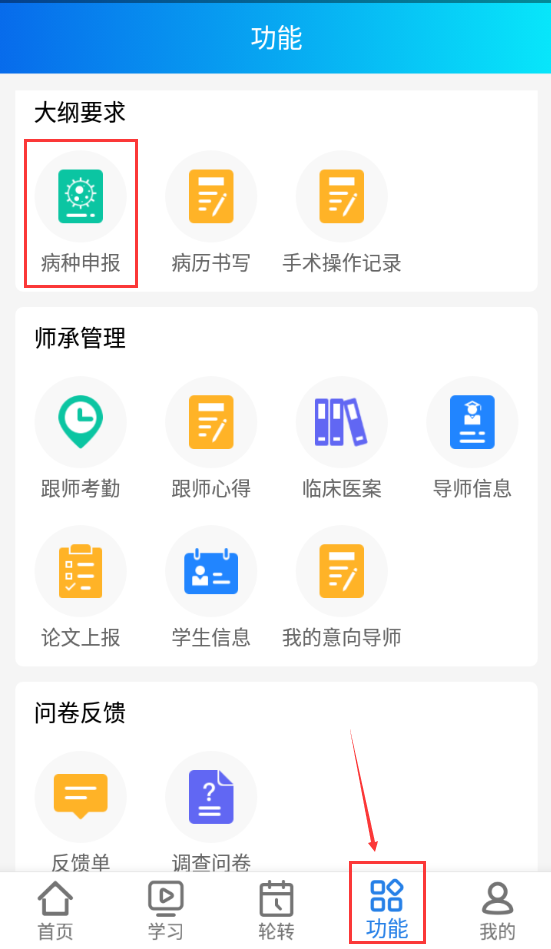 功能
大纲要求
病种申报 病历书写 手术操作记录
师承管理
跟师考勤 跟师心得 临床医案 导师信息
论文上报 学生信息 我的意向导师
问卷反馈
?
反馈单 调查问卷
首页 学习 轮转 功能 我的